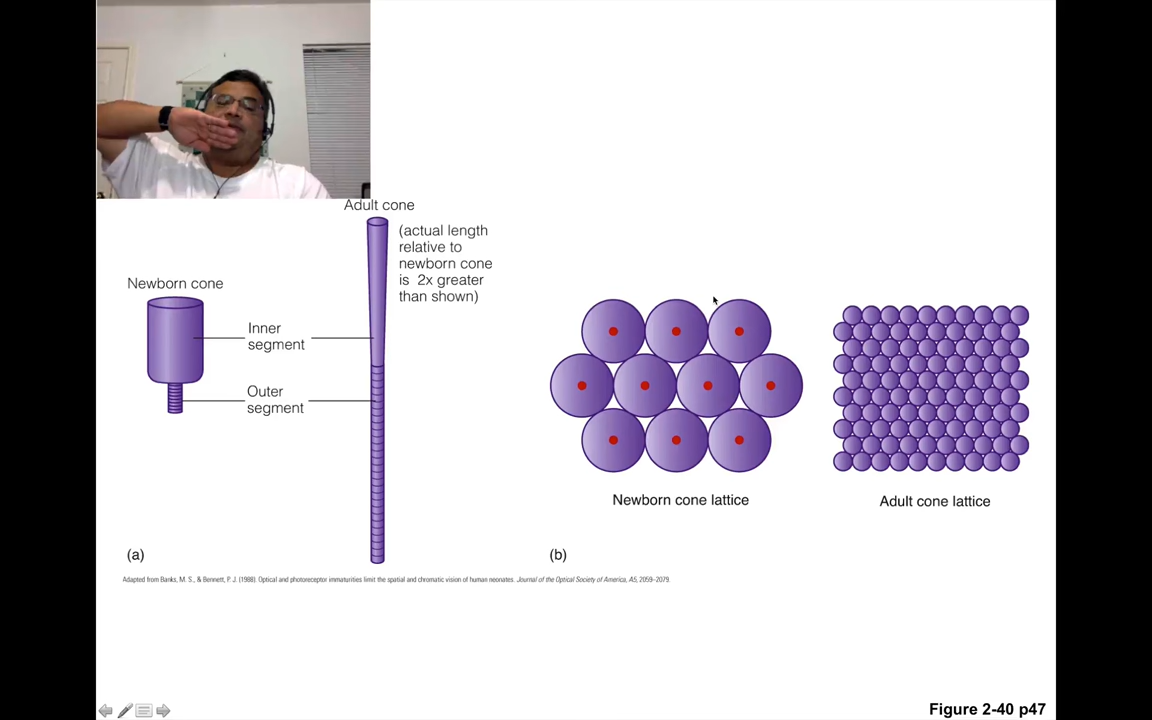 Adult cone
(actual length
relative to
newborn cone
is 2x greater
than shown)
Newborn cone
Inner
segment
Outer
segment
(a)
Newborn cone lattice
Adult cone lattice
(b)
Adapted from Banks, M. S., & Bennett, P. J. (1988). Optical and photoreceptor immaturities limit the spatial and chromatic vision of human neonates. Journal of the Optical Society of America, A5, 2059–2079.
Figure 2-40 p47